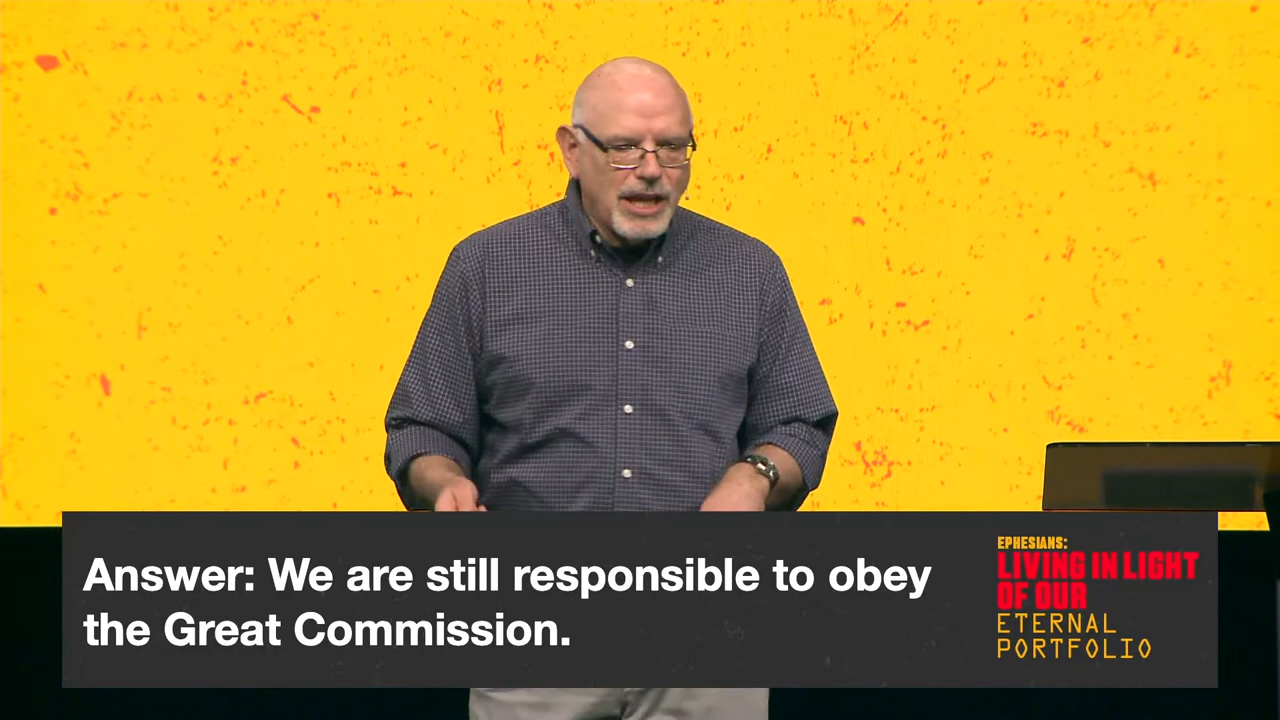 Answer: We are still responsible to obey
the Great Commission.
EPHESIANS:
LIVING IN LIGHT
OF OUR
ETERNAL
PORTFOLIO